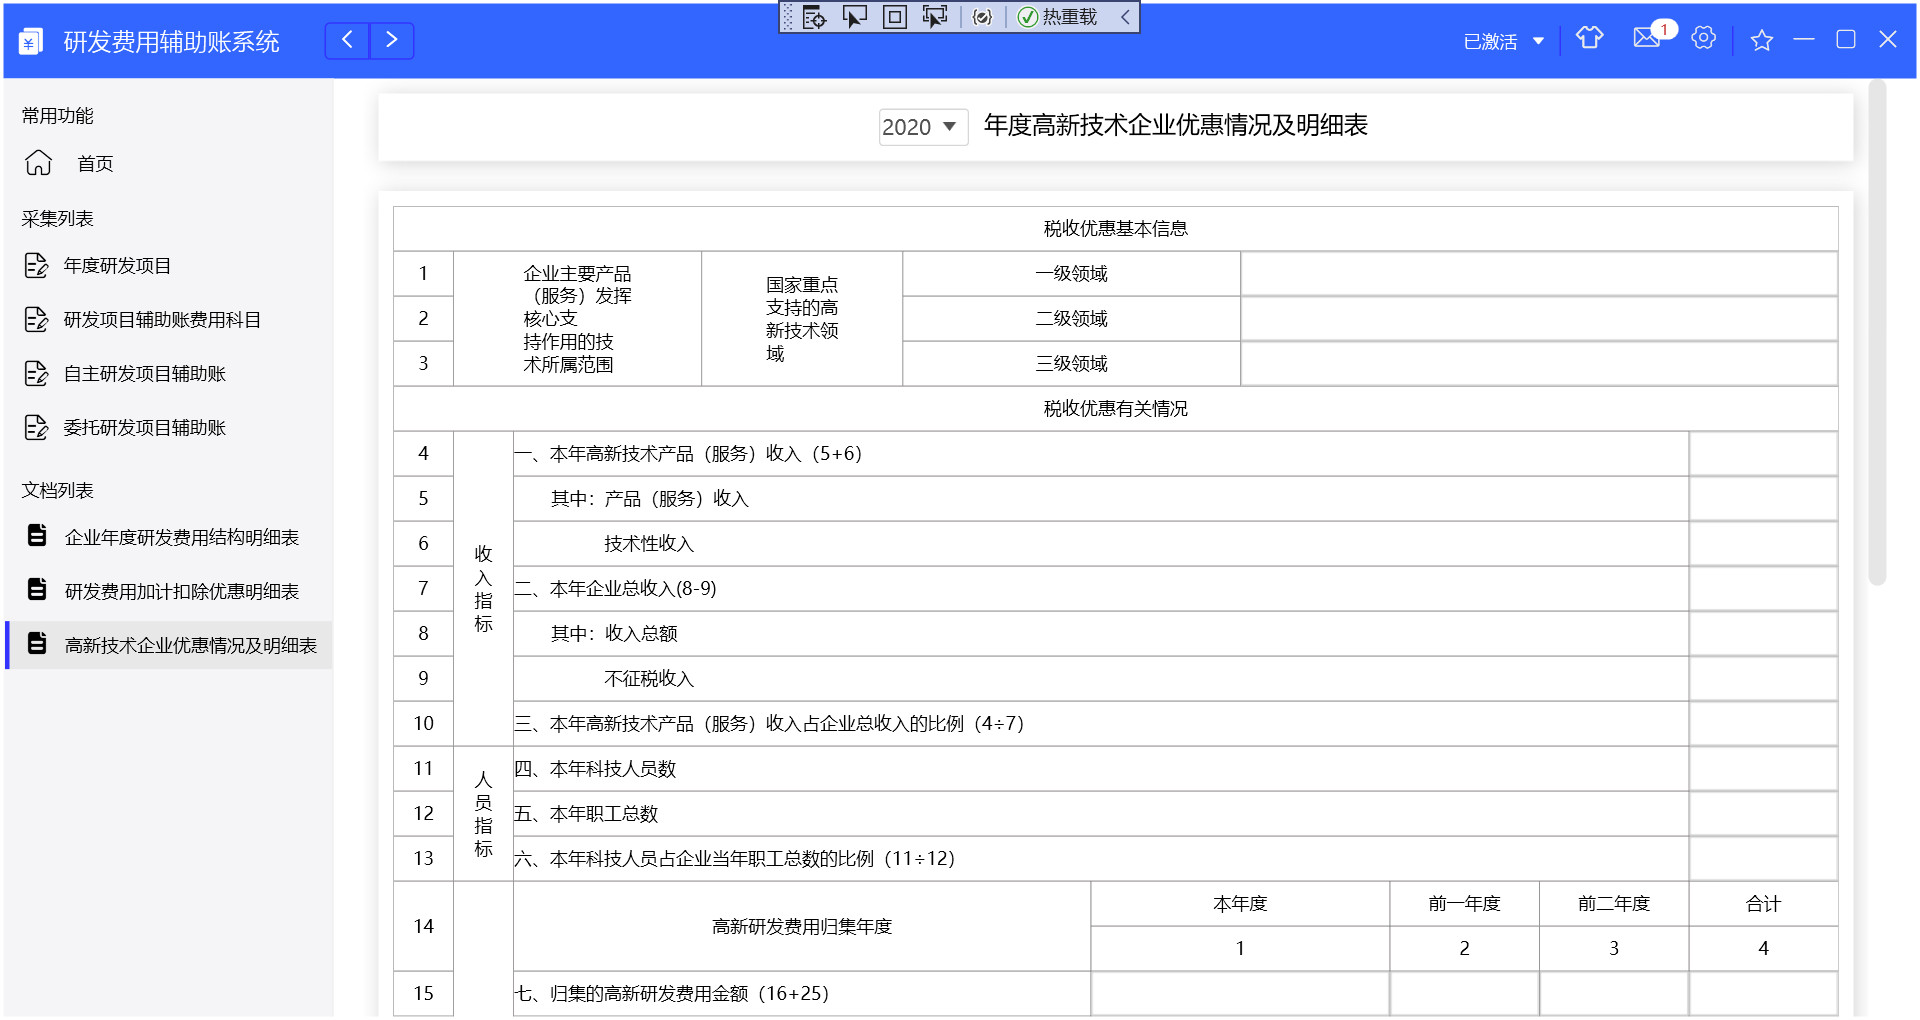 热重载
研发费用辅助账系统
已激活
1
常用功能
首页
采集列表
年度研发项目
研发项目辅助账费用科目
自主研发项目辅助账
委托研发项目辅助账
文档列表
企业年度研发费用结构明细表
研发费用加计扣除优惠明细表
高新技术企业优惠情况及明细表
2020 年度高新技术企业优惠情况及明细表
税收优惠基本信息
1
2
3
企业主要产品
（服务）发挥
核心支
持作用的技
术所属范围
国家重点
支持的高
新技术领
域
一级领域
二级领域
三级领域
税收优惠有关情况
收
入
指
标
4 一、本年高新技术产品（服务）收入（5+6）
5 其中：产品（服务）收入
6 技术性收入
7 二、本年企业总收入(8-9)
8 其中：收入总额
9 不征税收入
10 三、本年高新技术产品（服务）收入占企业总收入的比例（4÷7）
人
员
指
标
11 四、本年科技人员数
12 五、本年职工总数
13 六、本年科技人员占企业当年职工总数的比例（11÷12）
14 高新研发费用归集年度
本年度 前一年度 前二年度 合计
1 2 3 4
15 七、归集的高新研发费用金额（16+25）